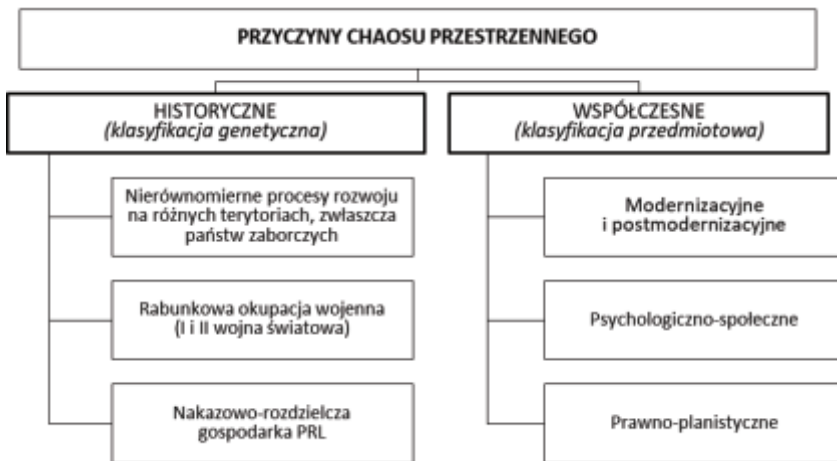 PRZYCZYNY CHAOSU PRZESTRZENNEGO
HISTORYCZNE
(klasyfikacja genetyczna)
Nierównomierne procesy rozwoju
na różnych terytoriach, zwłaszcza
państw zaborczych
Rabunkowa okupacja wojenna
(I i II wojna światowa)
Nakazowo-rozdzielcza
gospodarka PRL
WSPÓŁCZESNE
(klasyfikacja przedmiotowa)
Modernizacyjne
i postmodernizacyjne
Psychologiczno-społeczne
Prawno-planistyczne